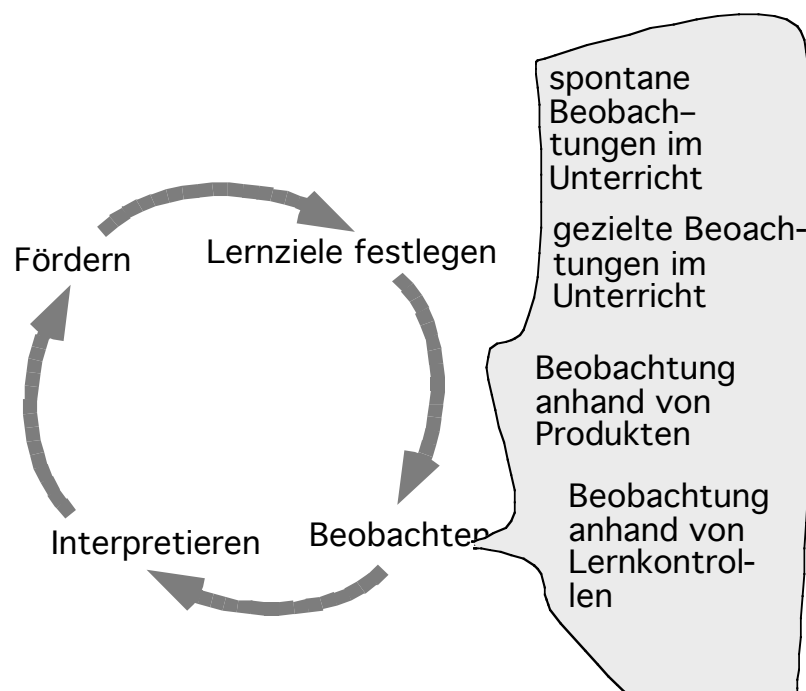 spontane
Beobach–
tungen im
Unterricht
gezielte Beoach-
tungen im
Unterricht
Fördern
Lernziele festlegen
Beobachtung
anhand von
Produkten
Beobachtung
anhand von
Lernkontrol-
len
Interpretieren
Beobachten